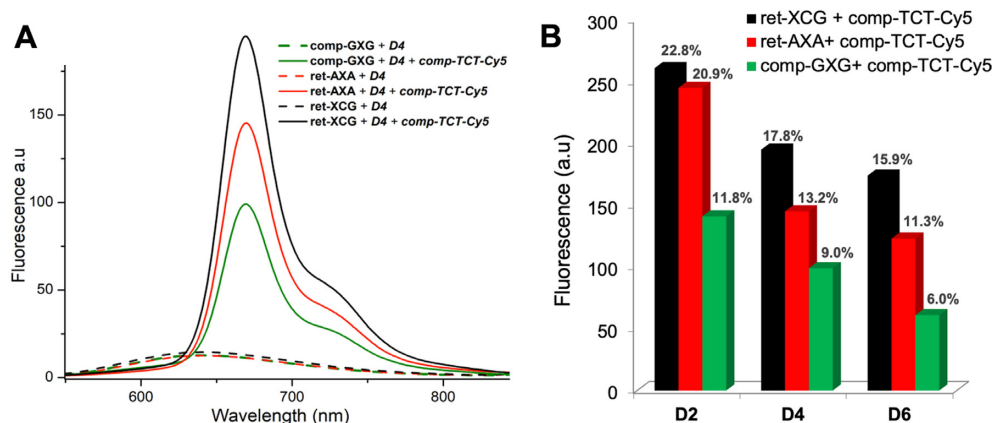 A
comp-GXG + D4
comp-GXG + D4 + comp-TCT-Cy5
ret-AXA + D4
ret-AXA + D4 + comp-TCT-Cy5
ret-XCG + D4
ret-XCG + D4 + comp-TCT-Cy5
Fluorescence a.u
150
100
50
0
600
700
800
Wavelength (nm)
B
ret-XCG + comp-TCT-Cy5
ret-AXA+ comp-TCT-Cy5
comp-GXG+ comp-TCT-Cy5
Fluorescence (a.u)
300
250
200
150
100
50
0
22.8%
20.9%
11.8%
17.8%
13.2%
9.0%
15.9%
11.3%
6.0%
D2
D4
D6